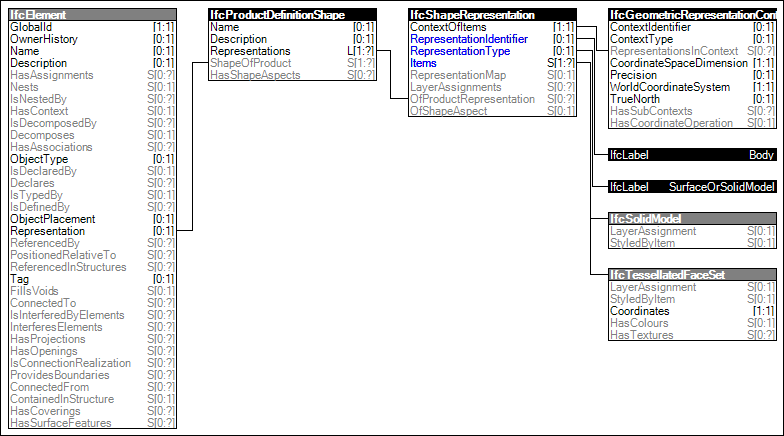 IfcElement
GlobalId [1:1]
OwnerHistory [0:1]
Name [0:1]
Description [0:1]
HasAssignments S[0:?]
Nests S[0:1]
IsNestedBy S[0:?]
HasContext S[0:1]
IsDecomposedBy S[0:?]
Decomposes S[0:1]
HasAssociations S[0:?]
ObjectType [0:1]
IsDeclaredBy S[0:1]
Declares S[0:?]
IsTypedBy S[0:1]
IsDefinedBy S[0:?]
ObjectPlacement [0:1]
Representation [0:1]
ReferencedBy S[0:?]
PositionedRelativeTo S[0:?]
ReferencedInStructures S[0:?]
Tag [0:1]
FillsVoids S[0:1]
ConnectedTo S[0:?]
IsInterferedByElements S[0:?]
InterferesElements S[0:?]
HasProjections S[0:?]
HasOpenings S[0:?]
IsConnectionRealization S[0:?]
ProvidesBoundaries S[0:?]
ConnectedFrom S[0:?]
ContainedInStructure S[0:1]
HasCoverings S[0:?]
HasSurfaceFeatures S[0:?]
IfcProductDefinitionShape
Name [0:1]
Description [0:1]
Representations L[1:?]
ShapeOfProduct S[1:?]
HasShapeAspects S[0:?]
IfcShapeRepresentation
ContextOfItems [1:1]
RepresentationIdentifier [0:1]
RepresentationType [0:1]
Items S[1:?]
RepresentationMap S[0:1]
LayerAssignments S[0:?]
OfProductRepresentation S[0:?]
OfShapeAspect S[0:1]
IfcGeometricRepresentationCon
ContextIdentifier [0:1]
ContextType [0:1]
RepresentationsInContext S[0:?]
CoordinateSpaceDimension [1:1]
Precision [0:1]
WorldCoordinateSystem [1:1]
TrueNorth [0:1]
HasSubContexts S[0:?]
HasCoordinateOperation S[0:1]
IfcLabel Body
IfcLabel SurfaceOrSolidModel
IfcSolidModel
LayerAssignment S[0:1]
StyledByItem S[0:1]
IfcTessellatedFaceSet
LayerAssignment S[0:?]
StyledByItem S[0:1]
Coordinates [1:1]
HasColours S[0:1]
HasTextures S[0:?]